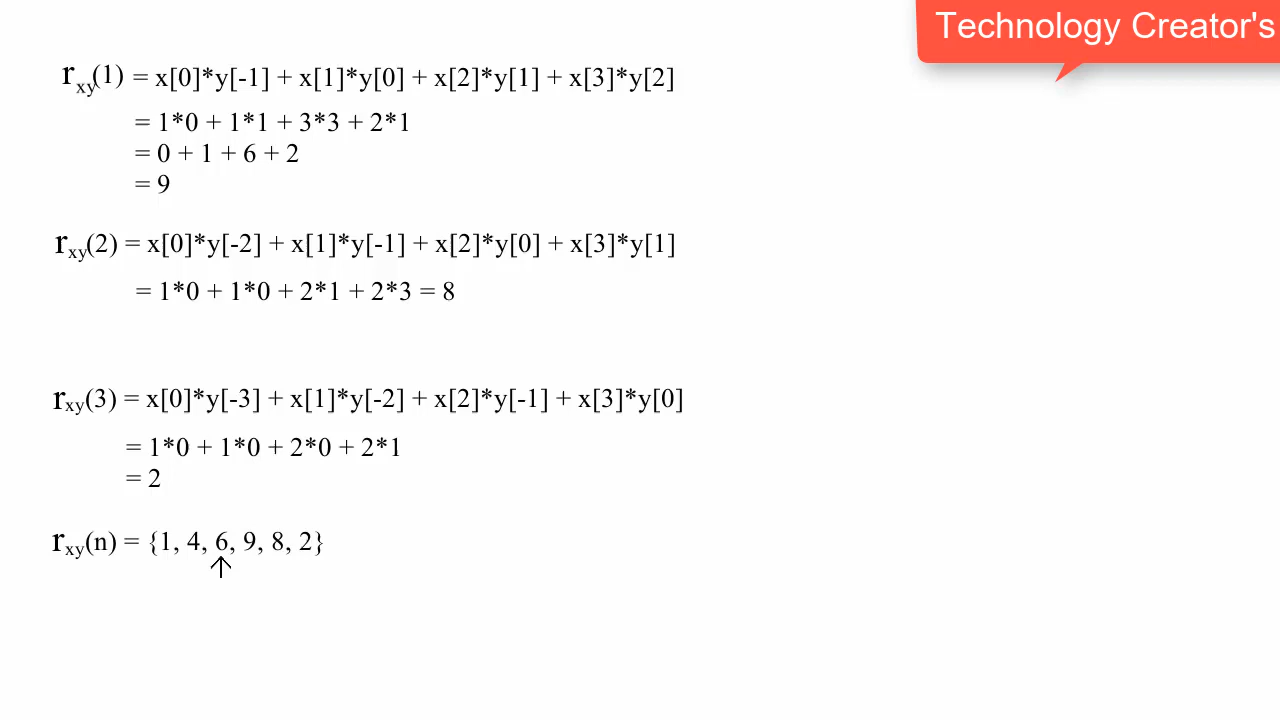 Technology Creator's
rxy(1) = x[0]*y[-1] + x[1]*y[0] + x[2]*y[1] + x[3]*y[2]
= 1*0 + 1*1 + 3*3 + 2*1
= 0 + 1 + 6 + 2
= 9
rxy(2) = x[0]*y[-2] + x[1]*y[-1] + x[2]*y[0] + x[3]*y[1]
= 1*0 + 1*0 + 2*1 + 2*3 = 8
rxy(3) = x[0]*y[-3] + x[1]*y[-2] + x[2]*y[-1] + x[3]*y[0]
= 1*0 + 1*0 + 2*0 + 2*1
= 2
rxy(n) = {1, 4, 6, 9, 8, 2}
↑